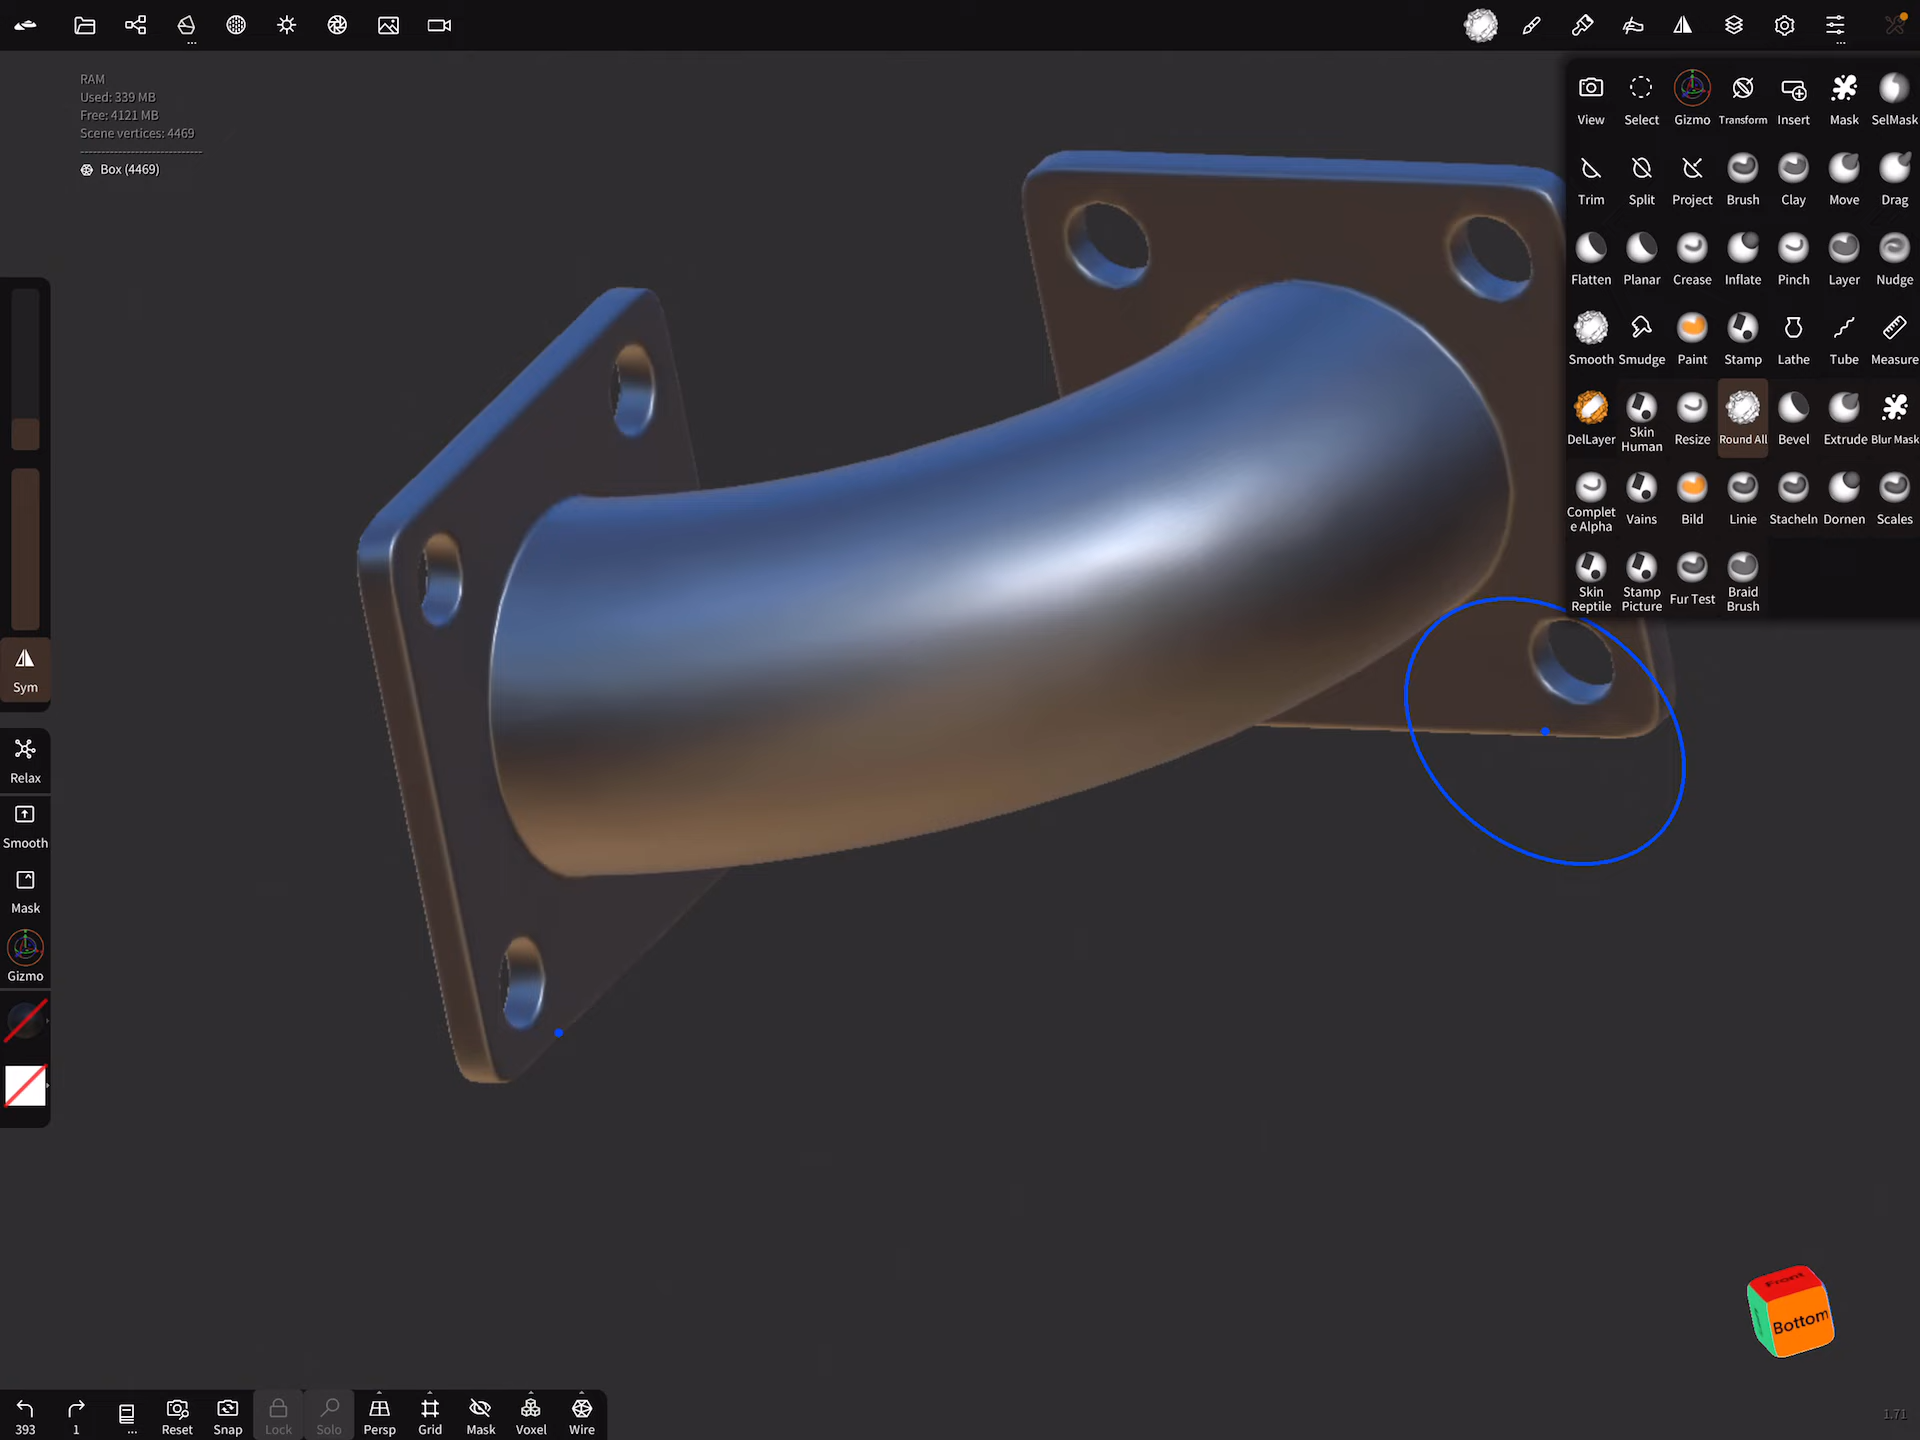 RAM
Used: 339 MB
Free: 4121 MB
Scene vertices: 4469
Box (4469)
View Select Gizmo Transform Insert Mask SelMask
Trim Split Project Brush Clay Move Drag
Flatten Planar Crease Inflate Pinch Layer Nudge
Smooth Smudge Paint Stamp Lathe Tube Measure
DelLayer Skin Human Resize Round All Bevel Extrude Blur Mask
Complet e Alpha Vains Bild Linie Stacheln Dornen Scales
Skin Reptile Stamp Picture Fur Test Braid Brush
Sym
Relax
Smooth
Mask
Gizmo
Front
Bottom
393 1 ... Reset Snap Lock Solo Persp Grid Mask Voxel Wire
1.71